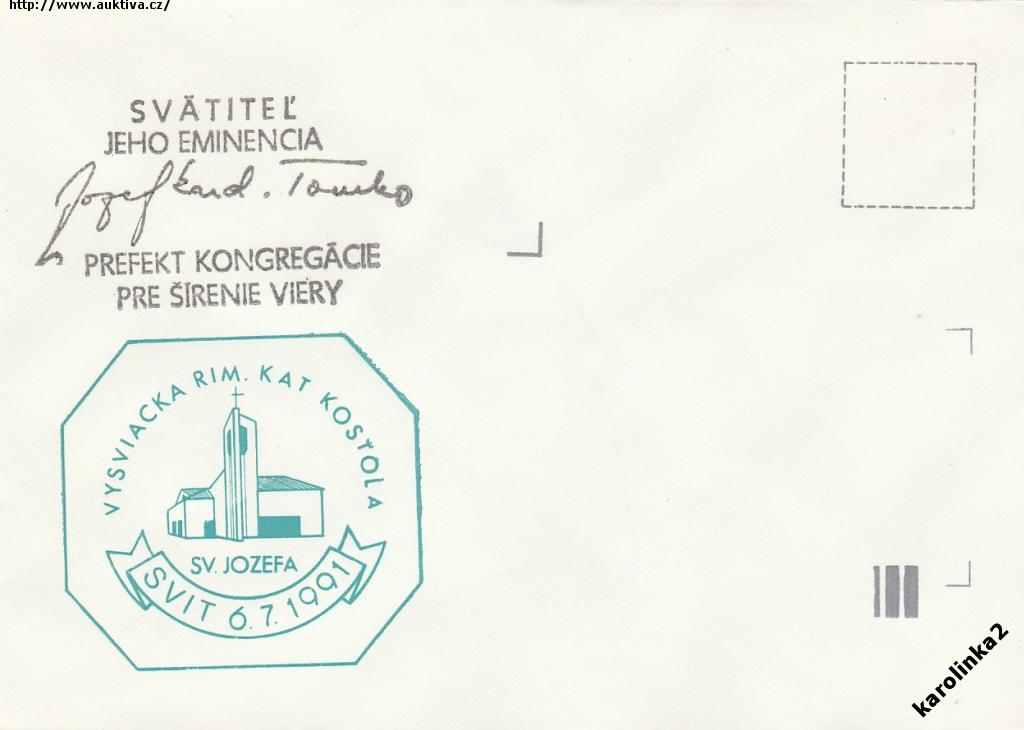 http://www.auktiva.cz/
SVÄTITEĽ
JEHO EMINENCIA
Jozef Kard. Tomko
PREFEKT KONGREGÁCIE
PRE ŠÍRENIE VIERY
VYSVIACKA RIM. KAT KOSTOLA
SV. JOZEFA
SVIT 6.7.1991
karolinka2